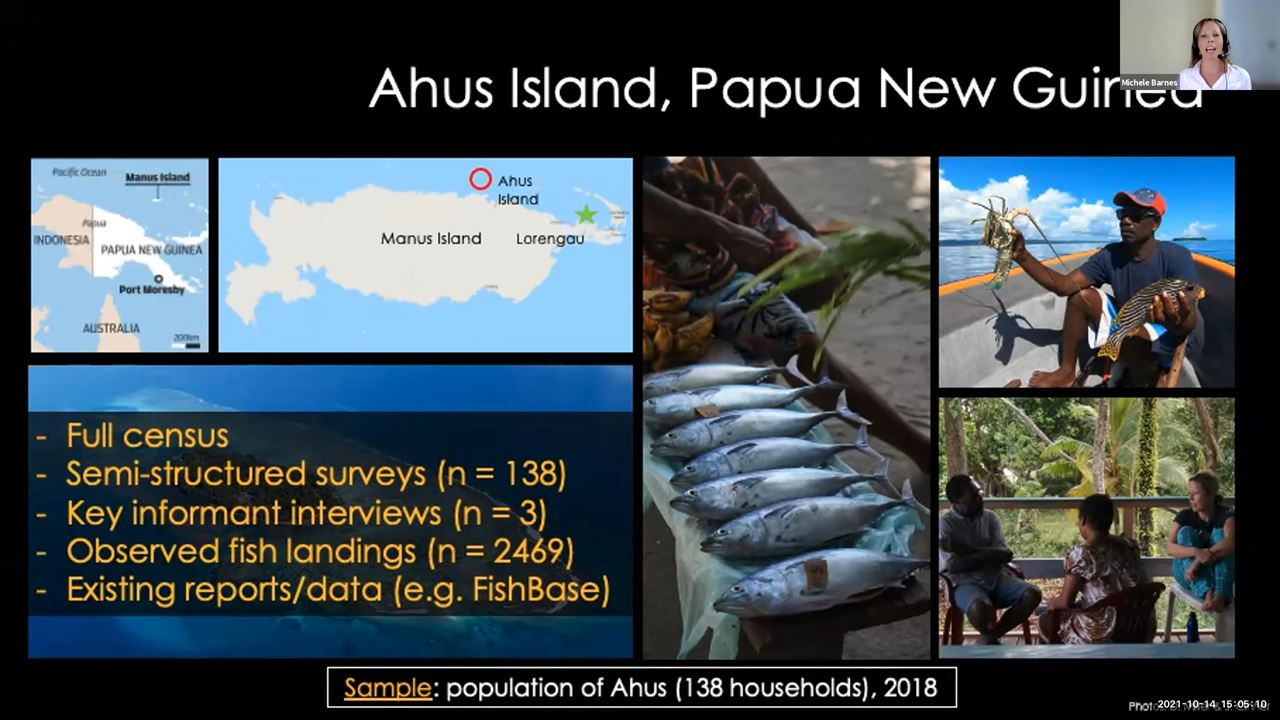 Michele Barnes
Ahus Island, Papua New Guinea
Pacific Ocean
Manus Island
Papua
INDONESIA
PAPUA NEW GUINEA
Port Moresby
AUSTRALIA
200km
Ahus
Island
Manus Island
Lorengau
- Full census
- Semi-structured surveys (n = 138)
- Key informant interviews (n = 3)
- Observed fish landings (n = 2469)
- Existing reports/data (e.g. FishBase)
Sample: population of Ahus (138 households), 2018
2021-10-14 15:05:10